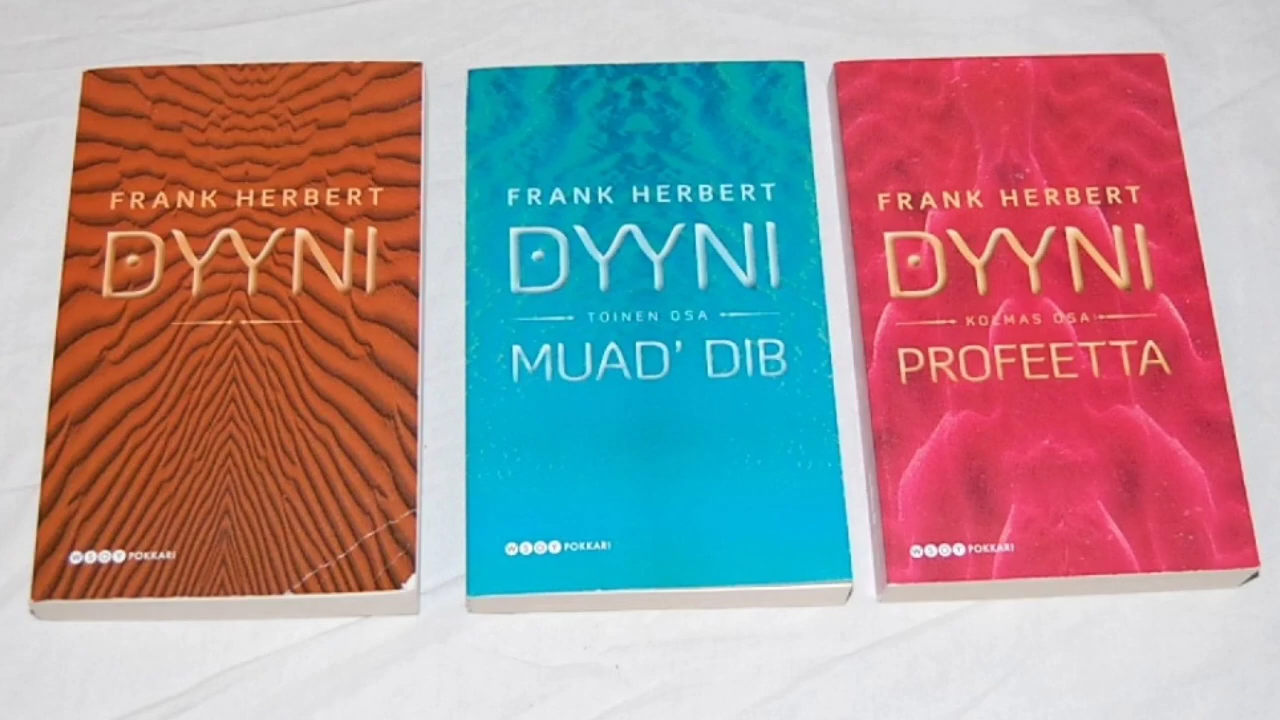 FRANK HERBERT
DYYNI
WSOY POKKARI
FRANK HERBERT
DYYNI
TOINEN OSA
MUAD' DIB
WSOY POKKARI
FRANK HERBERT
DYYNI
KOLMAS OSA
PROFEETTA
WSOY POKKARI